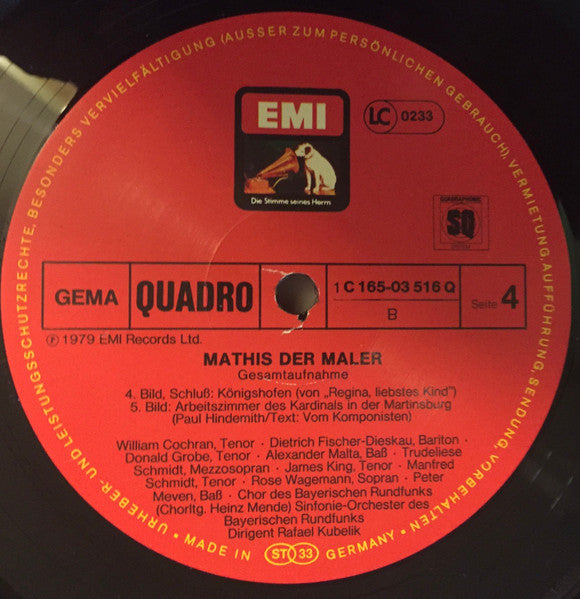 URHEBER- UND LEISTUNGSSCHUTZRECHTE, BESONDERS VERVIELFÄLTIGUNG (AUSSER ZUM PERSÖNLICHEN GEBRAUCH), VERMIETUNG, AUFFÜHRUNG, SENDUNG, VORBEHALTEN
EMI
Die Stimme seines Herrn
LC 0233
QUADRAPHONIC
SQ
SYSTEM
GEMA
QUADRO
1 C 165-03 516 Q
B
Seite 4
℗ 1979 EMI Records Ltd.
MATHIS DER MALER
Gesamtaufnahme
4. Bild, Schluß: Königshofen (von „Regina, liebstes Kind")
5. Bild: Arbeitszimmer des Kardinals in der Martinsburg
(Paul Hindemith/Text: Vom Komponisten)
William Cochran, Tenor · Dietrich Fischer-Dieskau, Bariton ·
Donald Grobe, Tenor · Alexander Malta, Baß · Trudeliese
Schmidt, Mezzosopran · James King, Tenor · Manfred
Schmidt, Tenor · Rose Wagemann, Sopran · Peter
Meven, Baß · Chor des Bayerischen Rundfunks
(Chorltg. Heinz Mende) Sinfonie-Orchester des
Bayerischen Rundfunks
Dirigent Rafael Kubelik
• MADE IN ST 33 GERMANY •